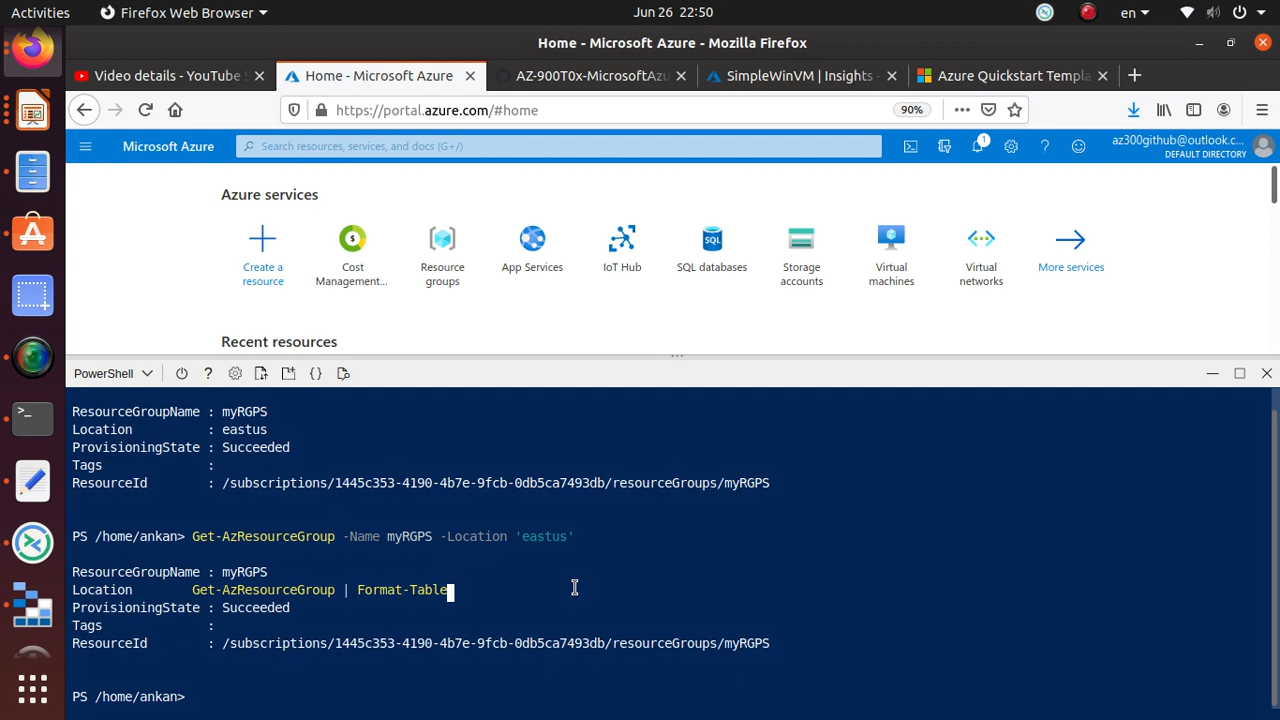 Activities
Firefox Web Browser
Jun 26 22:50
en
Home - Microsoft Azure - Mozilla Firefox
Video details - YouTube S
Home - Microsoft Azure
AZ-900T0x-MicrosoftAzu
SimpleWinVM | Insights -
Azure Quickstart Templa
https://portal.azure.com/#home
90%
Microsoft Azure
Search resources, services, and docs (G+/)
1
az300github@outlook.c...
DEFAULT DIRECTORY
Azure services
Create a resource
Cost Management...
Resource groups
App Services
IoT Hub
SQL databases
Storage accounts
Virtual machines
Virtual networks
More services
Recent resources
PowerShell
ResourceGroupName : myRGPS
Location : eastus
ProvisioningState : Succeeded
Tags :
ResourceId : /subscriptions/1445c353-4190-4b7e-9fcb-0db5ca7493db/resourceGroups/myRGPS
PS /home/ankan> Get-AzResourceGroup -Name myRGPS -Location 'eastus'
ResourceGroupName : myRGPS
Location Get-AzResourceGroup | Format-Table
ProvisioningState : Succeeded
Tags :
ResourceId : /subscriptions/1445c353-4190-4b7e-9fcb-0db5ca7493db/resourceGroups/myRGPS
PS /home/ankan>